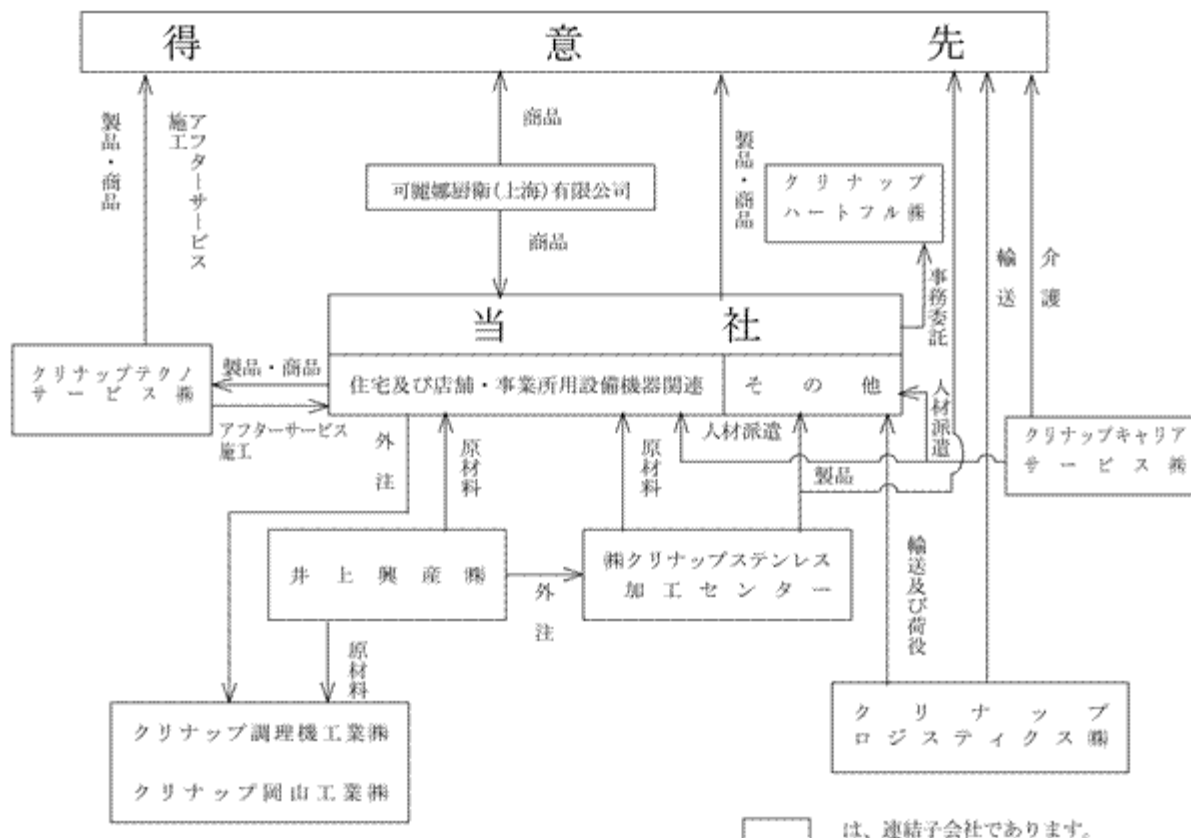 得意先
製品・商品
アフターサービス
施工
商品
製品・商品
可麗娜厨衛(上海)有限公司
クリナップ
ハートフル㈱
商品
輸送
介護
当社
事務委託
クリナップテクノ
サービス㈱
製品・商品
住宅及び店舗・事業所用設備機器関連
その他
アフターサービス
施工
外注
原材料
原材料
人材派遣
人材派遣
クリナップキャリア
サービス㈱
製品
井上興産㈱
外注
㈱クリナップステンレス
加工センター
輸送及び荷役
原材料
クリナップ調理機工業㈱
クリナップ岡山工業㈱
クリナップ
ロジスティクス㈱
は、連結子会社であります。